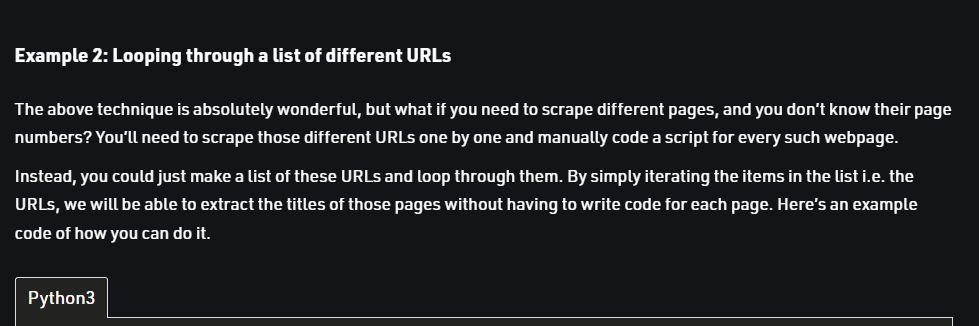 Example 2: Looping through a list of different URLs
The above technique is absolutely wonderful, but what if you need to scrape different pages, and you don’t know their page
numbers? You’ll need to scrape those different URLs one by one and manually code a script for every such webpage.
Instead, you could just make a list of these URLs and loop through them. By simply iterating the items in the list i.e. the
URLs, we will be able to extract the titles of those pages without having to write code for each page. Here’s an example
code of how you can do it.
Python3